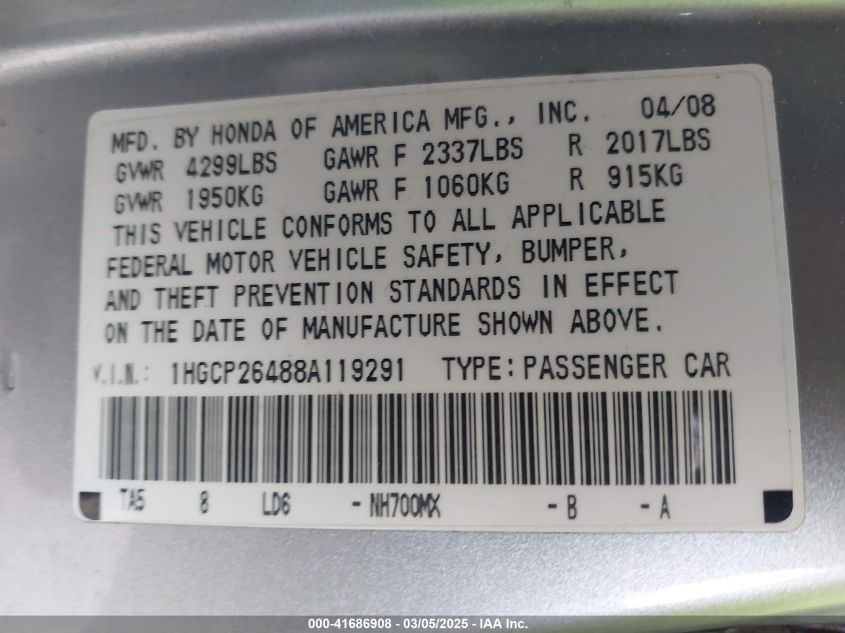 MFD. BY HONDA OF AMERICA MFG., INC. 04/08
GVWR 4299LBS GAWR F 2337LBS R 2017LBS
GVWR 1950KG GAWR F 1060KG R 915KG
THIS VEHICLE CONFORMS TO ALL APPLICABLE
FEDERAL MOTOR VEHICLE SAFETY, BUMPER,
AND THEFT PREVENTION STANDARDS IN EFFECT
ON THE DATE OF MANUFACTURE SHOWN ABOVE.
V.I.N.: 1HGCP26488A119291 TYPE: PASSENGER CAR
TA5 8 LD6 - NH700MX - B - A
000-41686908 - 03/05/2025 - IAA Inc.